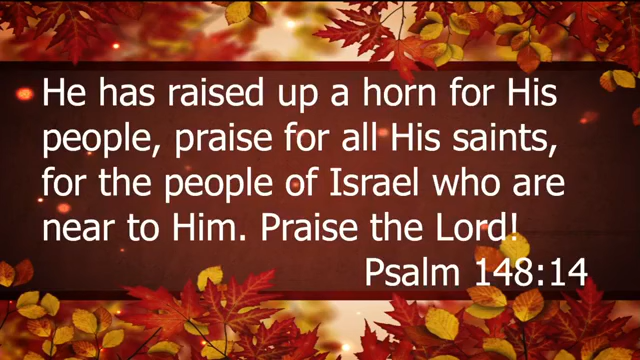 He has raised up a horn for His
people, praise for all His saints,
for the people of Israel who are
near to Him. Praise the Lord!
Psalm 148:14